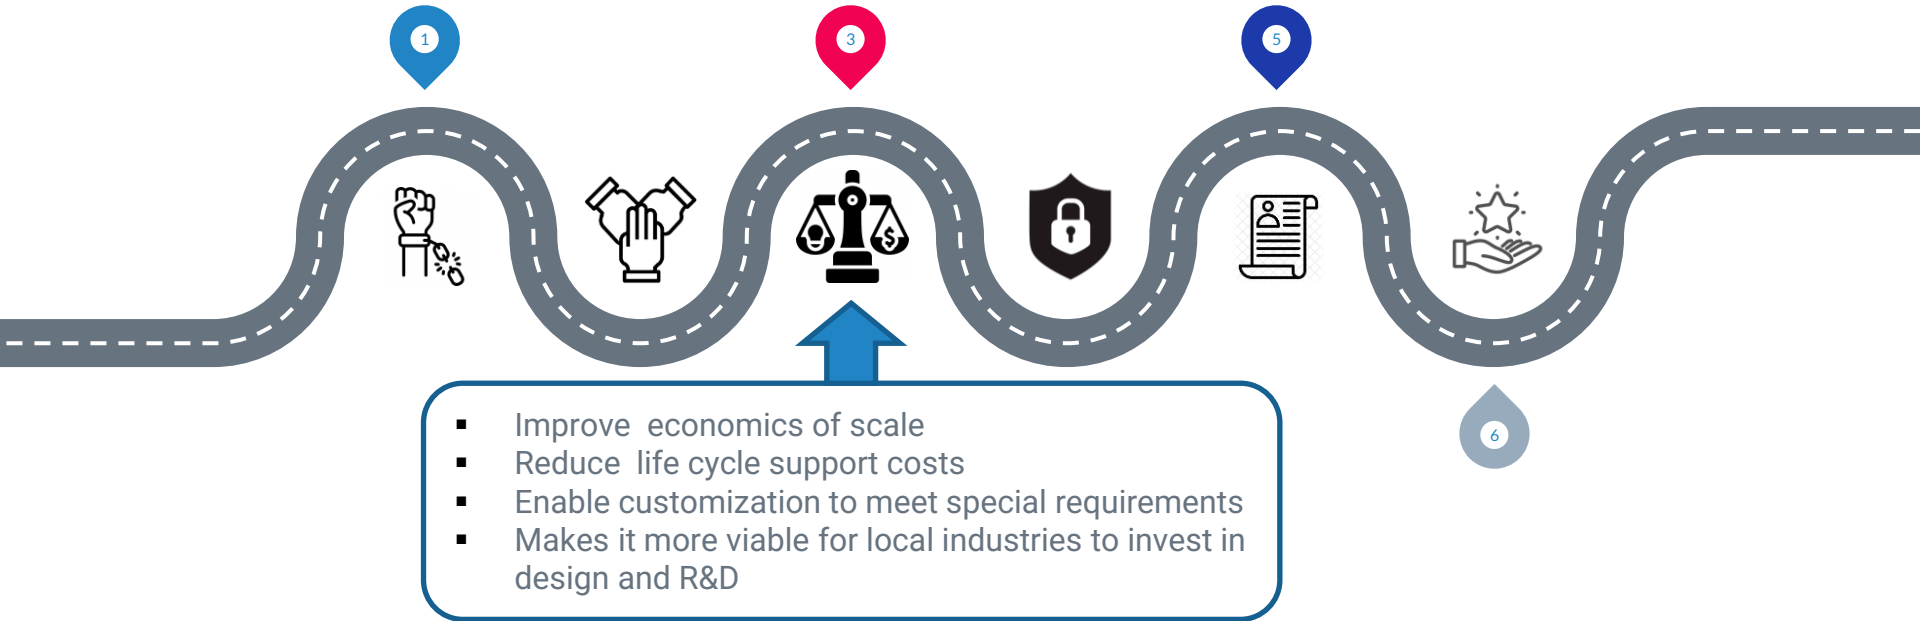 1
3
5
Improve  economics of scale
Reduce  life cycle support costs
Enable customization to meet special requirements
Makes it more viable for local industries to invest in
design and R&D
6